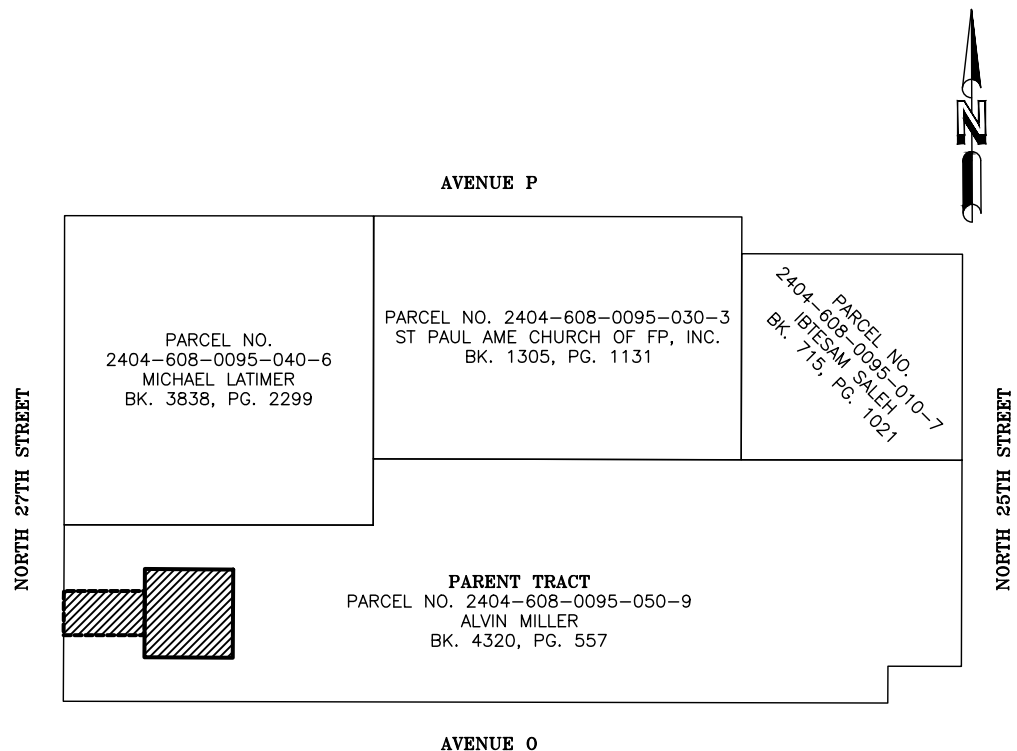 N
AVENUE P
PARCEL NO.
2404-608-0095-040-6
MICHAEL LATIMER
BK. 3838, PG. 2299
PARCEL NO. 2404-608-0095-030-3
ST PAUL AME CHURCH OF FP, INC.
BK. 1305, PG. 1131
PARCEL NO.
2404-608-0095-010-7
IBTESAM SALEH
BK. 715, PG. 1021
NORTH 27TH STREET
NORTH 25TH STREET
PARENT TRACT
PARCEL NO. 2404-608-0095-050-9
ALVIN MILLER
BK. 4320, PG. 557
AVENUE O